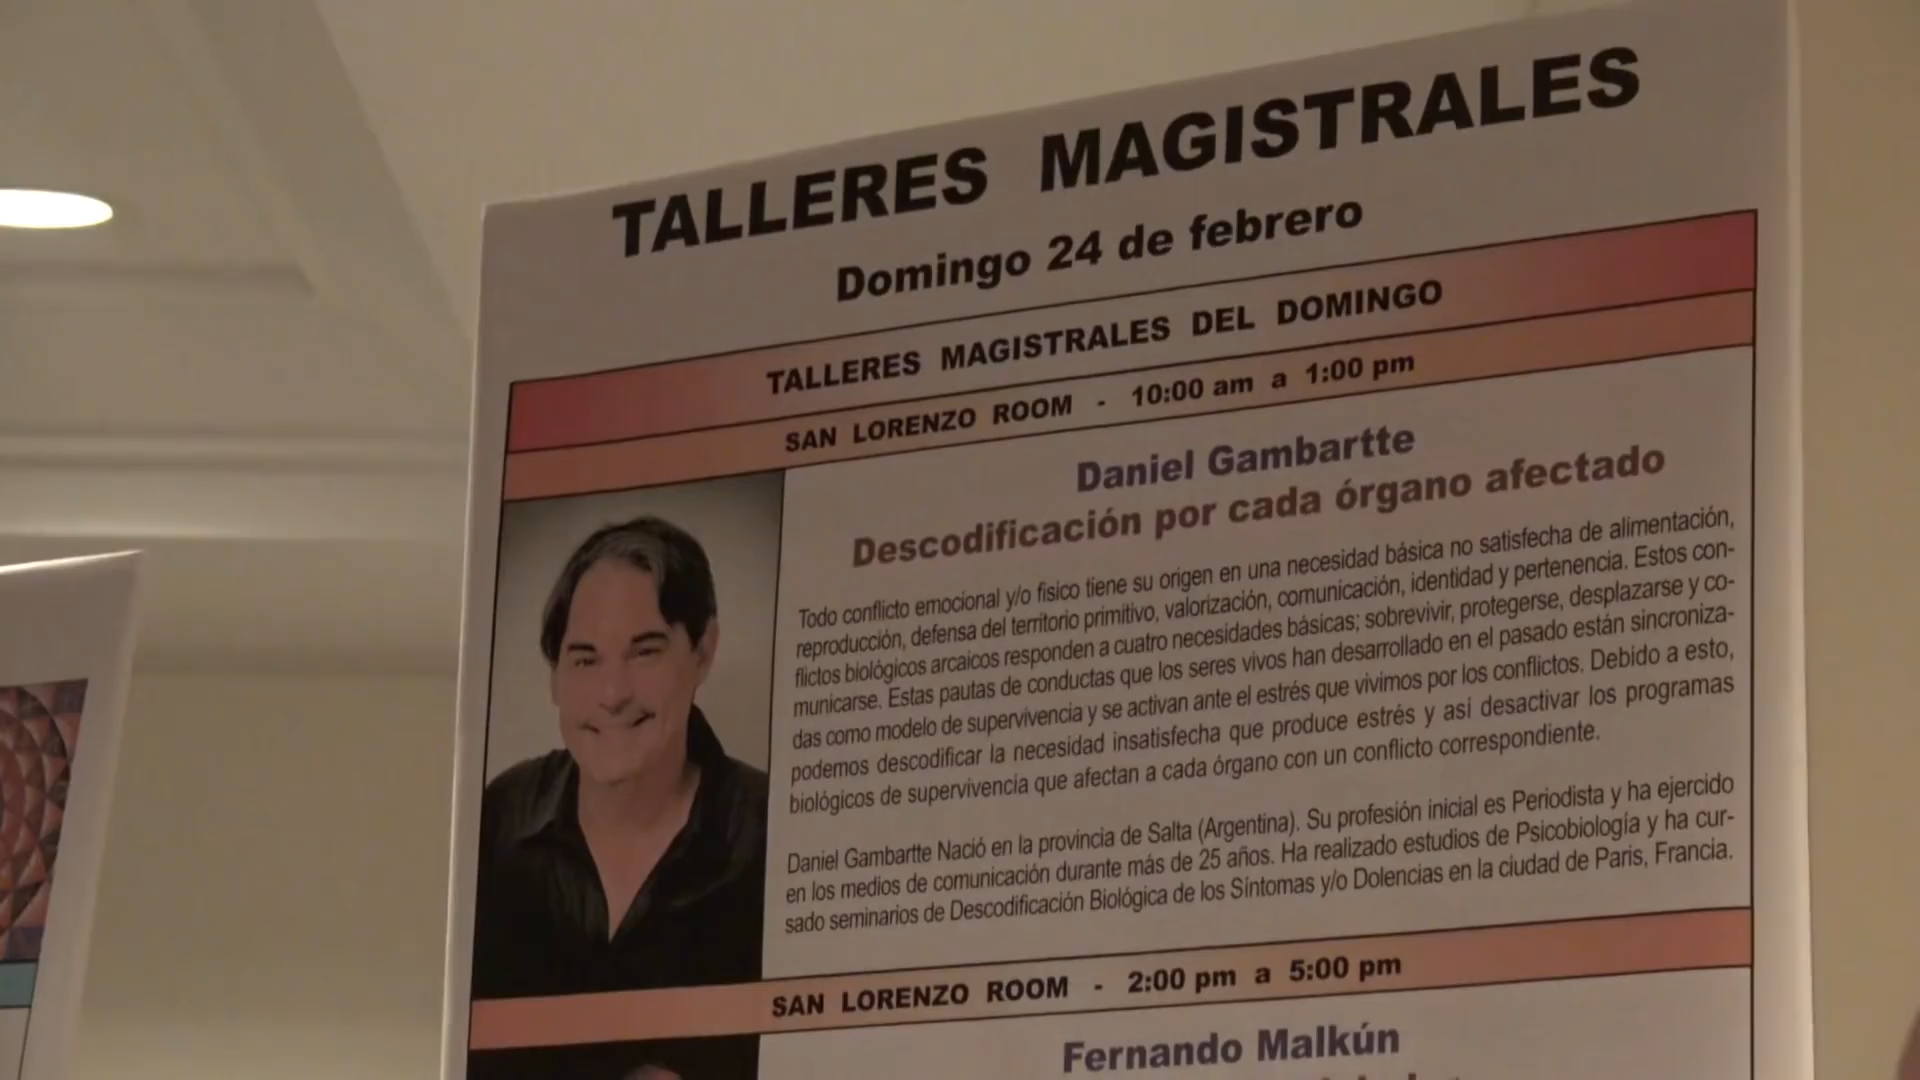 TALLERES MAGISTRALES
Domingo 24 de febrero
TALLERES MAGISTRALES DEL DOMINGO
SAN LORENZO ROOM - 10:00 am a 1:00 pm
Daniel Gambartte
Descodificación por cada órgano afectado
Todo conflicto emocional y/o fisico tiene su origen en una necesidad básica no satisfecha de alimentación,
reproducción, defensa del territorio primitivo, valorización, comunicación, identidad y pertenencia. Estos con-
flictos biológicos arcaicos responden a cuatro necesidades básicas; sobrevivir, protegerse, desplazarse y co-
municarse. Estas pautas de conductas que los seres vivos han desarrollado en el pasado están sincroniza-
das como modelo de supervivencia y se activan ante el estrés que vivimos por los conflictos. Debido a esto,
podemos descodificar la necesidad insatisfecha que produce estrés y asi desactivar los programas
biológicos de supervivencia que afectan a cada órgano con un conflicto correspondiente.
Daniel Gambartte Nació en la provincia de Salta (Argentina). Su profesión inicial es Periodista y ha ejercido
en los medios de comunicación durante más de 25 años. Ha realizado estudios de Psicobiología y ha cur-
sado seminarios de Descodificación Biológica de los Síntomas y/o Dolencias en la ciudad de Paris, Francia.
SAN LORENZO ROOM - 2:00 pm a 5:00 pm
Fernando Malkún